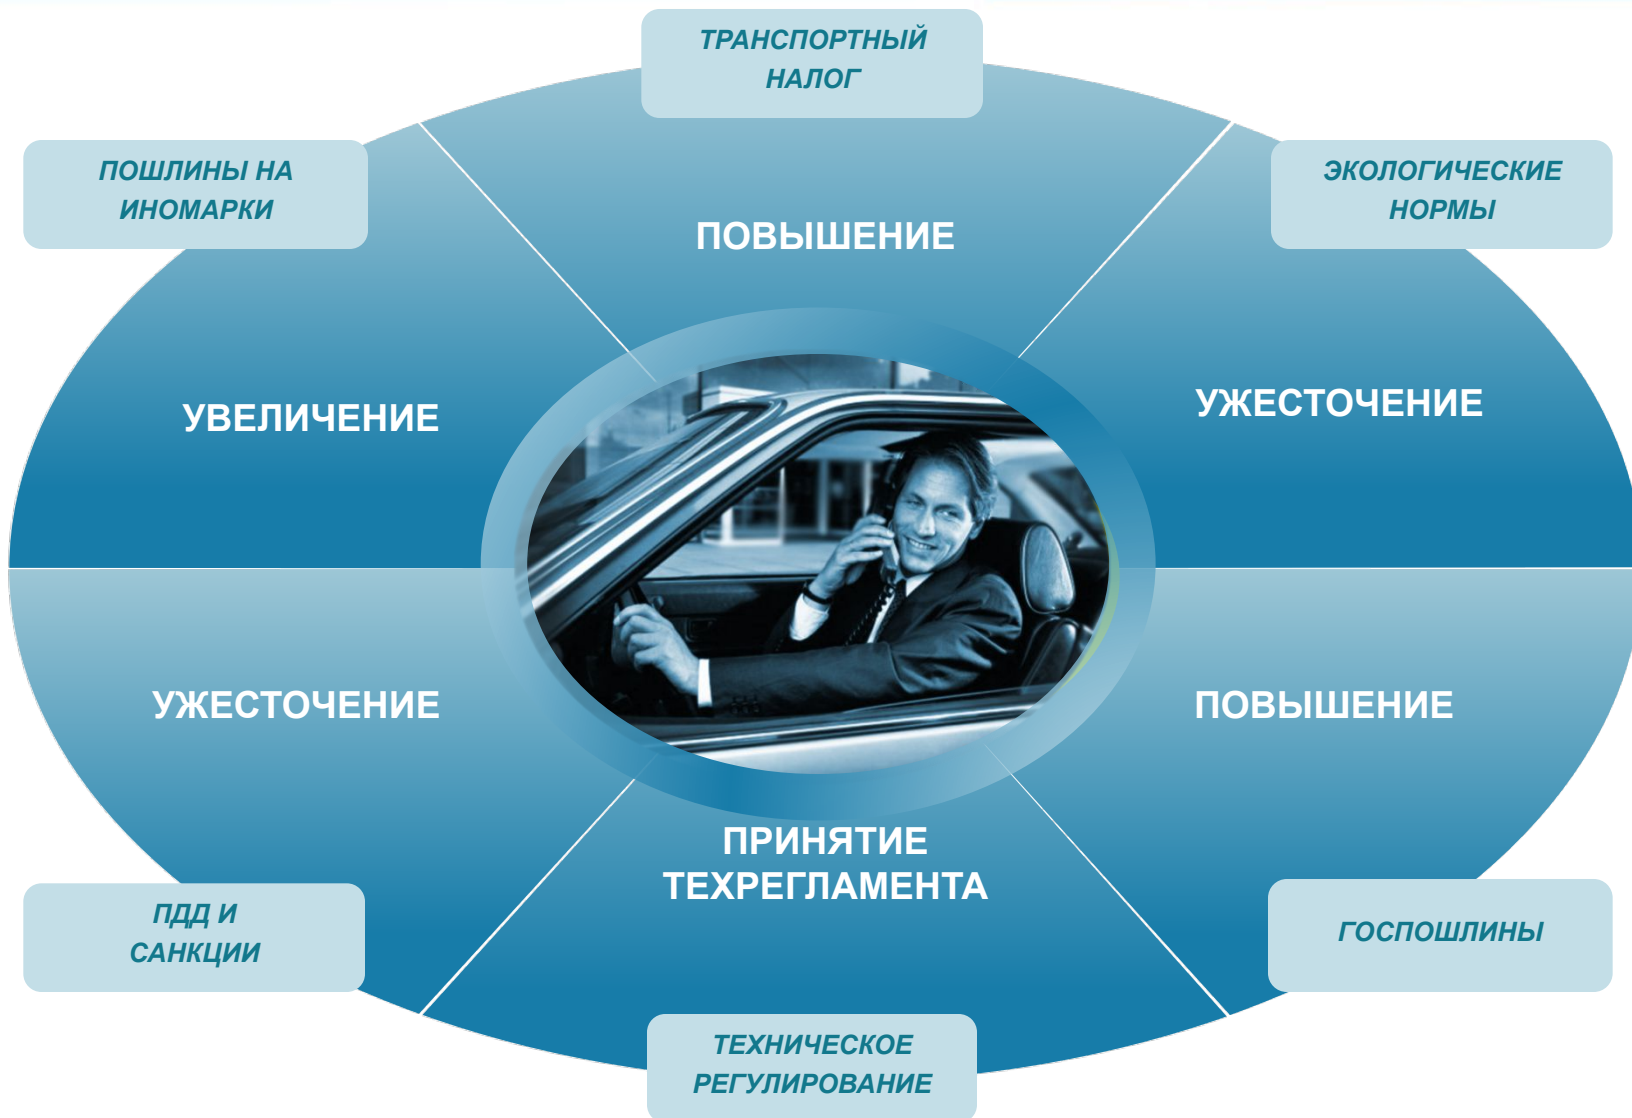 ТРАНСПОРТНЫЙ
НАЛОГ
ПОШЛИНЫ НА
ИНОМАРКИ
ЭКОЛОГИЧЕСКИЕ
НОРМЫ
ПОВЫШЕНИЕ
УВЕЛИЧЕНИЕ
УЖЕСТОЧЕНИЕ
УЖЕСТОЧЕНИЕ
ПОВЫШЕНИЕ
ПРИНЯТИЕ
ТЕХРЕГЛАМЕНТА
ПДД И
САНКЦИИ
ГОСПОШЛИНЫ
ТЕХНИЧЕСКОЕ
РЕГУЛИРОВАНИЕ